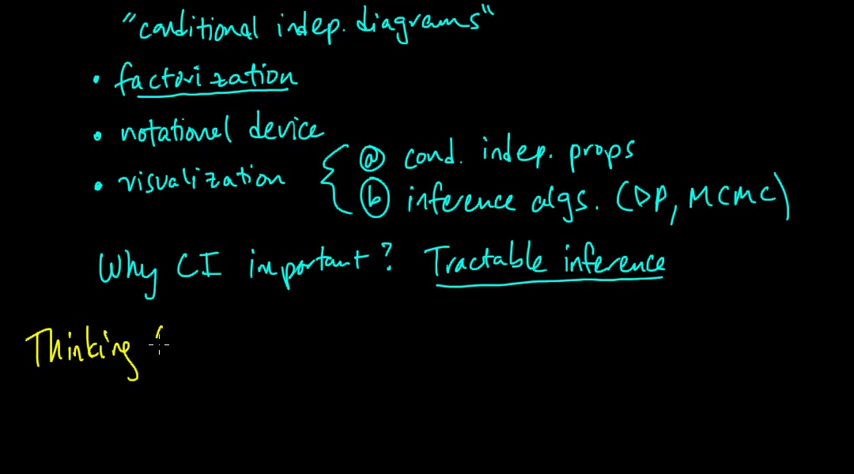 "conditional indep. diagrams"
• factorization
• notational device
• visualization { ⓐ cond. indep. props
ⓑ inference algs. (DP, MCMC)
Why CI important? Tractable inference
Thinking